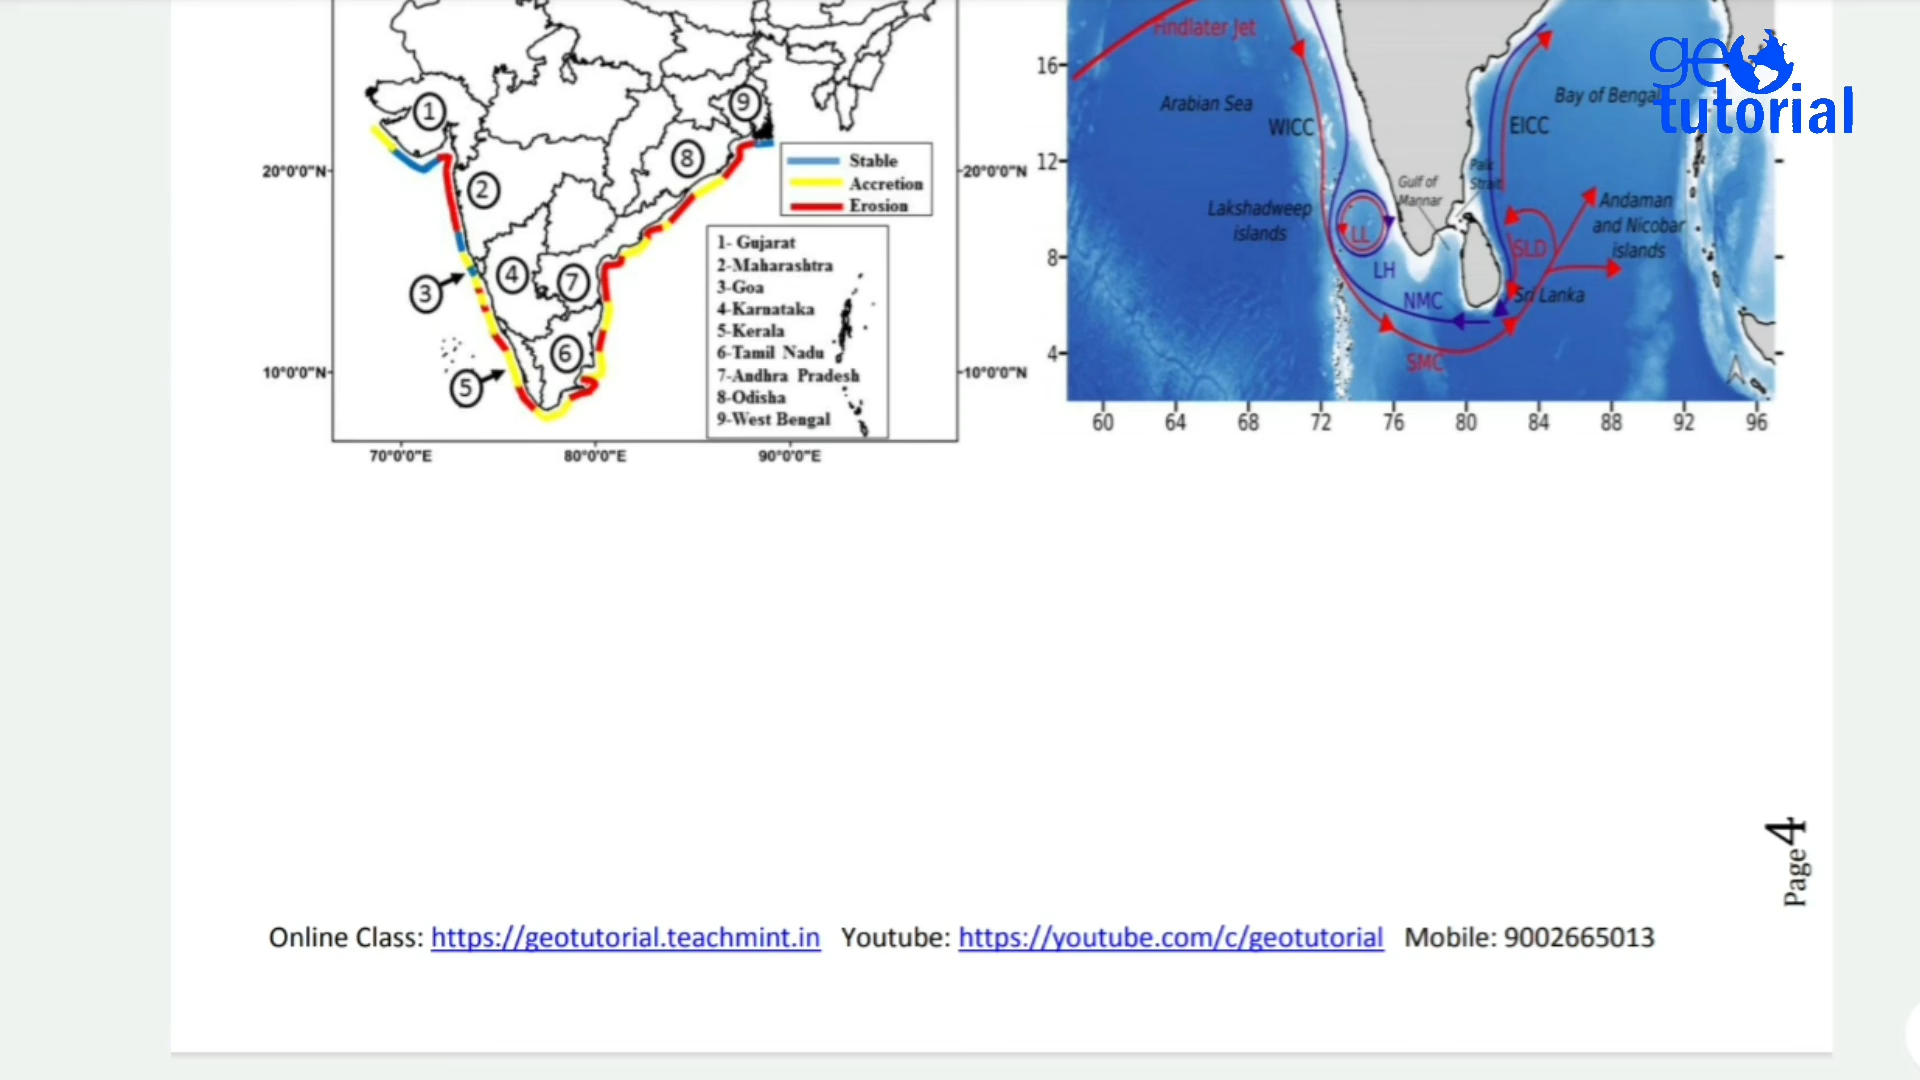 1
9
8
2
4
7
3
6
5
20°0'0"N
10°0'0"N
20°0'0"N
10°0'0"N
70°0'0"E
80°0'0"E
90°0'0"E
Stable
Accretion
Erosion
1- Gujarat
2-Maharashtra
3-Goa
4-Karnataka
5-Kerala
6-Tamil Nadu
7-Andhra Pradesh
8-Odisha
9-West Bengal
Findlater Jet
Arabian Sea
WICC
Lakshadweep
islands
LL
LH
NMC
SMC
Gulf of
Mannar
Palk
Strait
EICC
Bay of Bengal
SLD
Sri Lanka
Andaman
and Nicobar
islands
16
12
8
4
60
64
68
72
76
80
84
88
92
96
geo
tutorial
Page 4
Online Class: https://geotutorial.teachmint.in Youtube: https://youtube.com/c/geotutorial Mobile: 9002665013